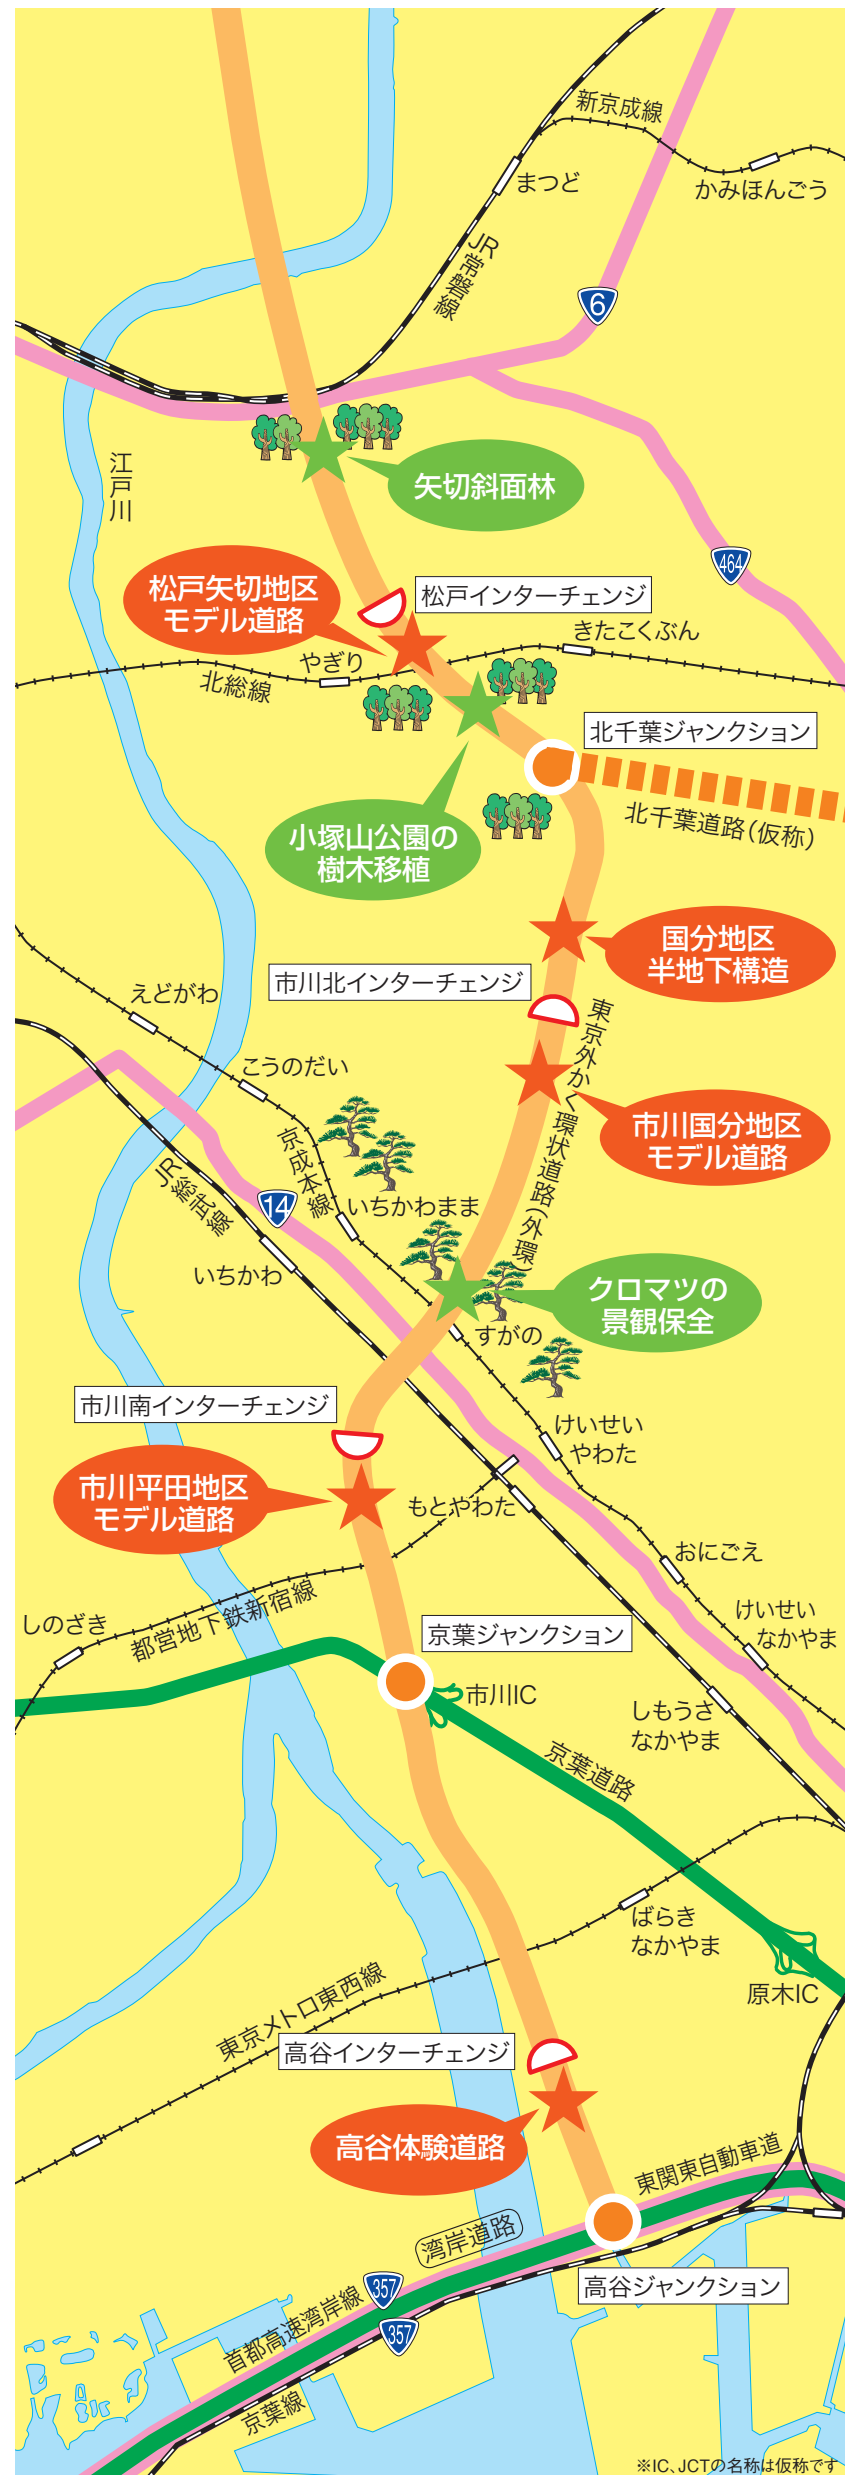 新京成線
まつど
かみほんごう
JR常磐線
6
江戸川
矢切斜面林
464
松戸矢切地区
モデル道路
松戸インターチェンジ
きたこくぶん
やぎり
北総線
北千葉ジャンクション
北千葉道路(仮称)
小塚山公園の
樹木移植
国分地区
半地下構造
市川北インターチェンジ
えどがわ
東京外かく環状道路(外環)
こうのだい
市川国分地区
モデル道路
京成本線
JR総武線
14
いちかわまま
いちかわ
クロマツの
景観保全
すがの
市川南インターチェンジ
けいせい
やわた
市川平田地区
モデル道路
もとやわた
おにごえ
しのざき
都営地下鉄新宿線
けいせい
なかやま
京葉ジャンクション
市川IC
しもうさ
なかやま
京葉道路
ばらき
なかやま
原木IC
東京メトロ東西線
高谷インターチェンジ
高谷体験道路
東関東自動車道
湾岸道路
高谷ジャンクション
357
首都高速湾岸線
357
京葉線
※IC、JCTの名称は仮称です